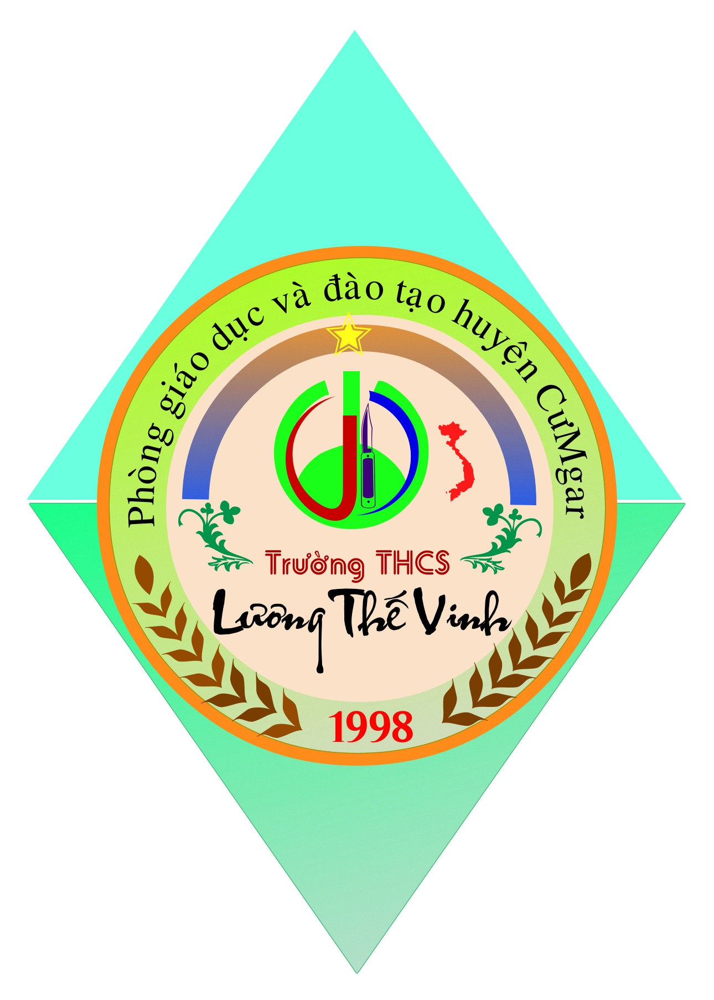 Phòng giáo dục và đào tạo huyện CưMgar
Trường THCS
Lương Thế Vinh
1998